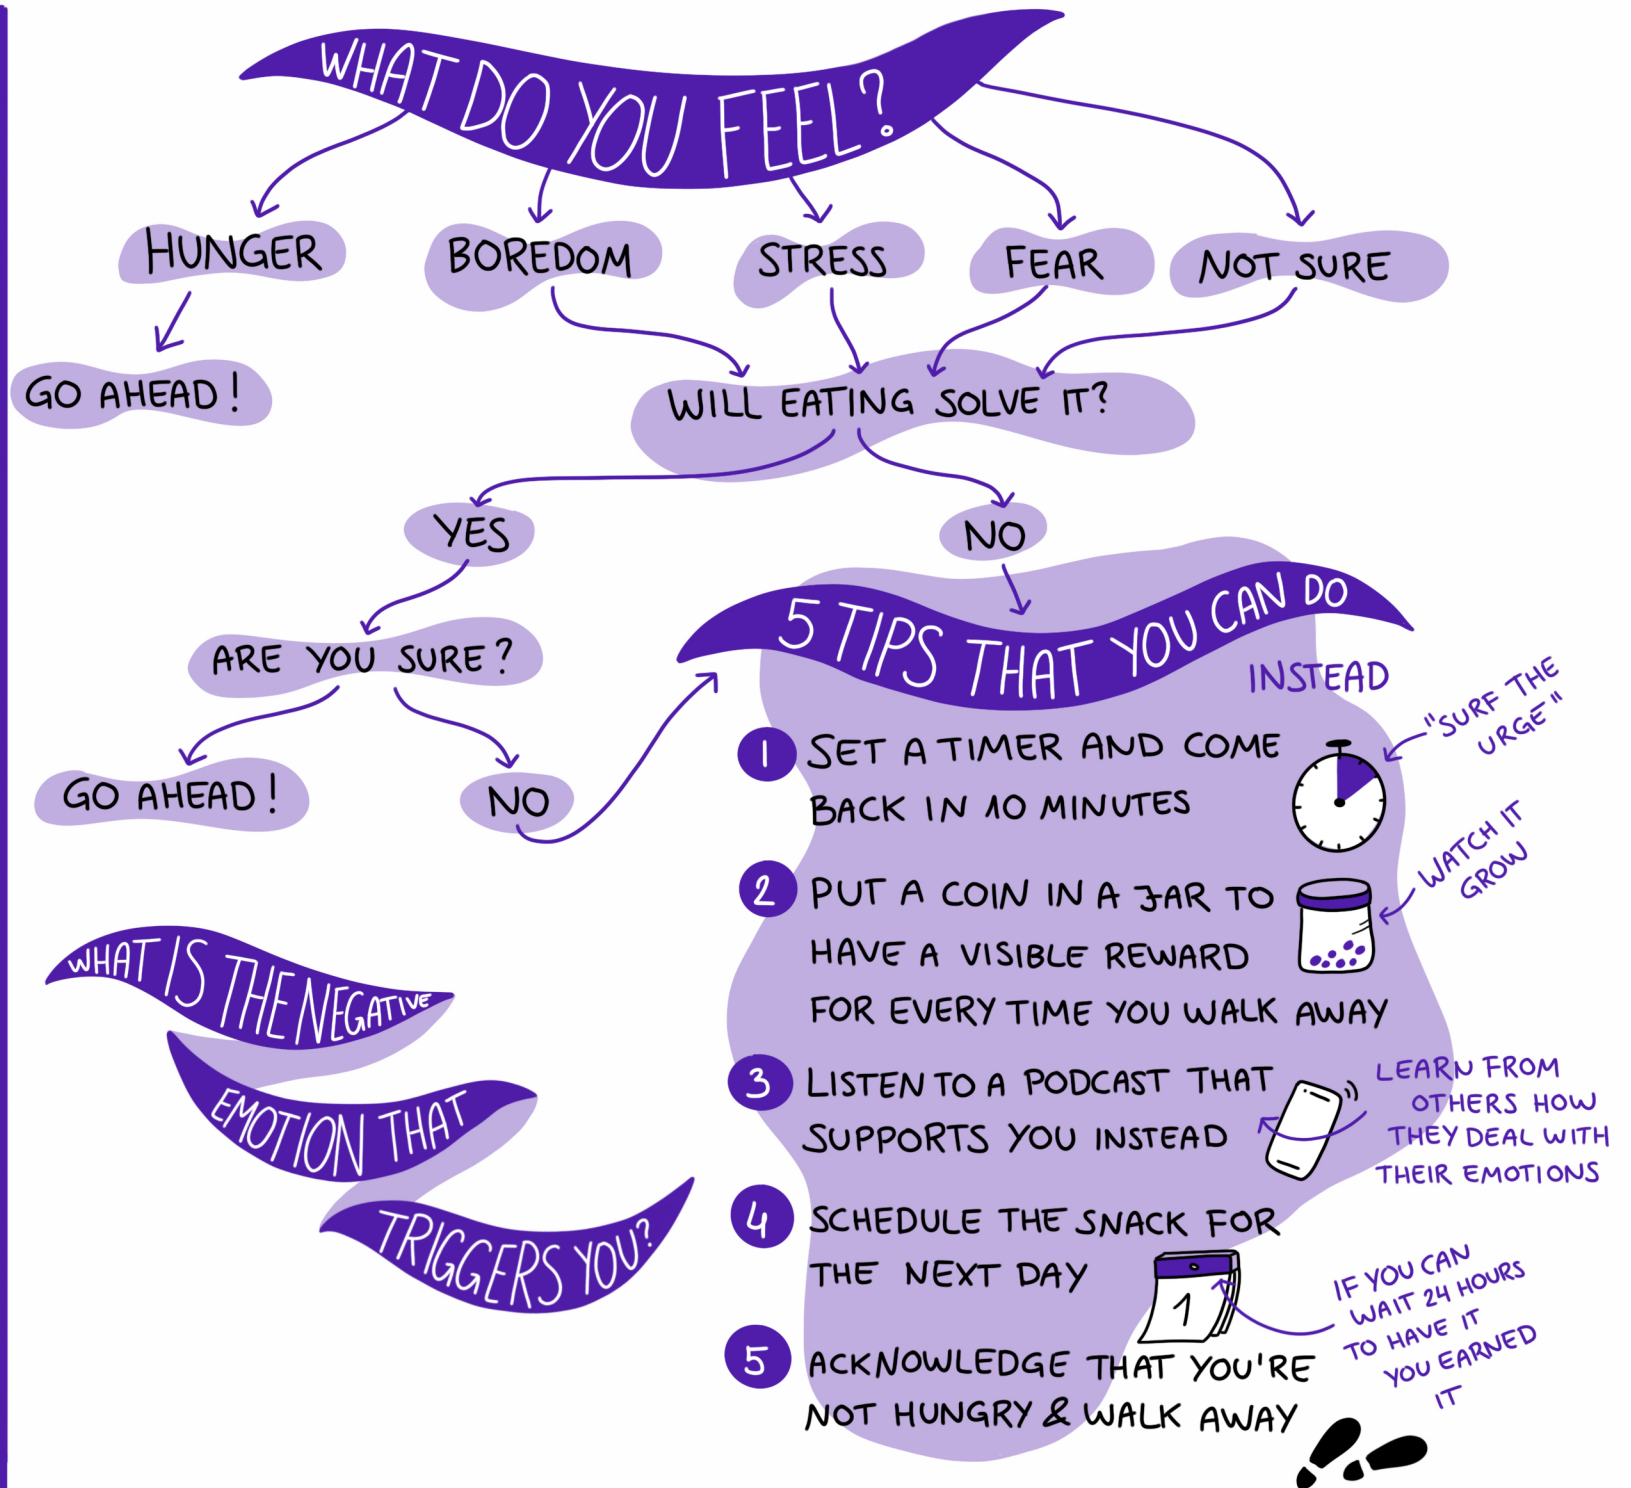 WHAT DO YOU FEEL?
HUNGER
BOREDOM
STRESS
FEAR
NOT SURE
GO AHEAD!
WILL EATING SOLVE IT?
YES
NO
ARE YOU SURE?
GO AHEAD!
NO
5 TIPS THAT YOU CAN DO
INSTEAD
1 SET A TIMER AND COME
BACK IN 10 MINUTES
"SURF THE
URGE"
2 PUT A COIN IN A JAR TO
HAVE A VISIBLE REWARD
FOR EVERY TIME YOU WALK AWAY
WATCH IT
GROW
3 LISTEN TO A PODCAST THAT
SUPPORTS YOU INSTEAD
LEARN FROM
OTHERS HOW
THEY DEAL WITH
THEIR EMOTIONS
4 SCHEDULE THE SNACK FOR
THE NEXT DAY
1
IF YOU CAN
WAIT 24 HOURS
TO HAVE IT
YOU EARNED
IT
5 ACKNOWLEDGE THAT YOU'RE
NOT HUNGRY & WALK AWAY
WHAT IS THE NEGATIVE
EMOTION THAT
TRIGGERS YOU?